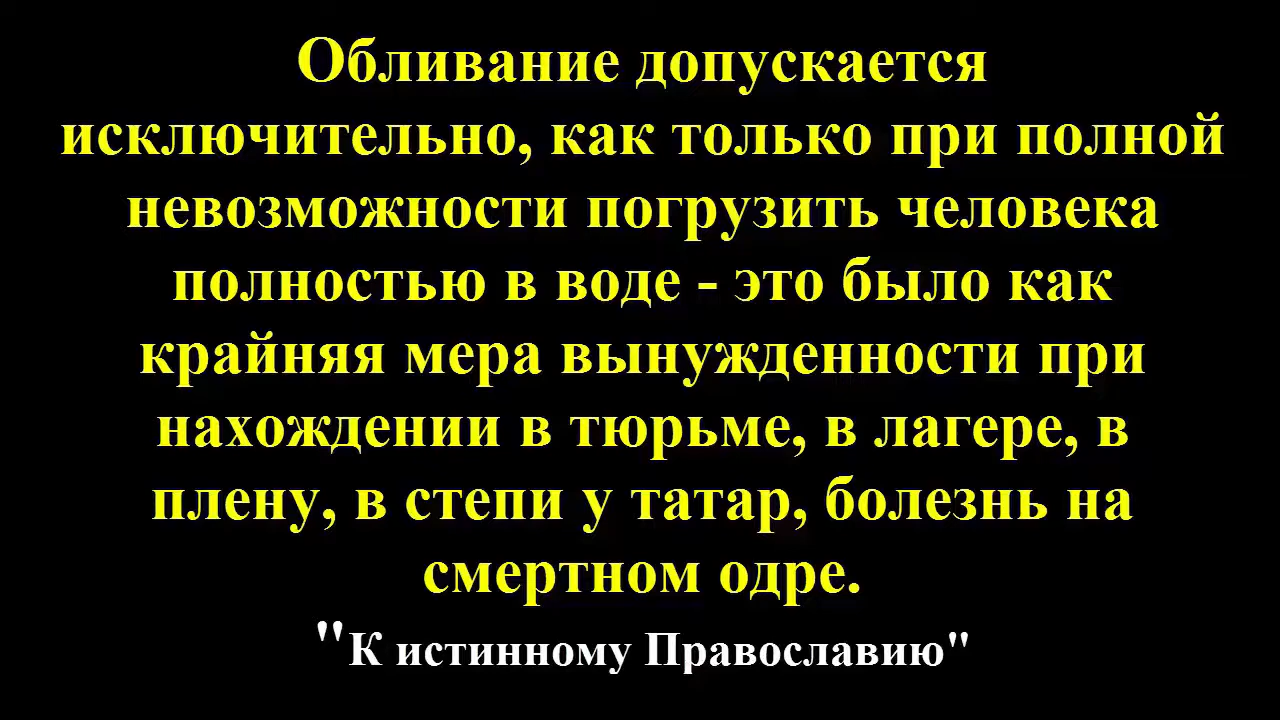 Обливание допускается
исключительно, как только при полной
невозможности погрузить человека
полностью в воде - это было как
крайняя мера вынужденности при
нахождении в тюрьме, в лагере, в
плену, в степи у татар, болезнь на
смертном одре.
"К истинному Православию"